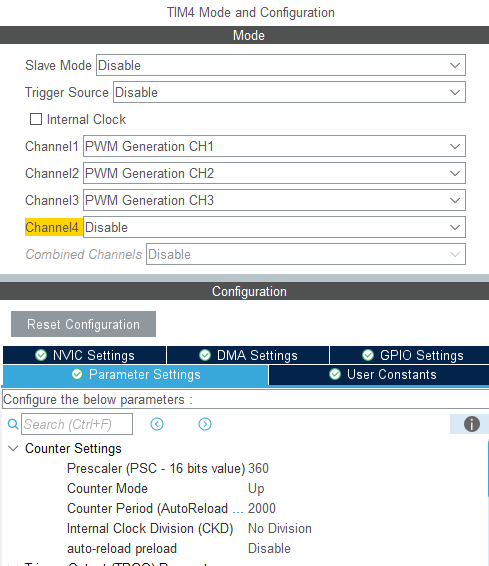 TIM4 Mode and Configuration
Mode
Slave Mode Disable
Trigger Source Disable
Internal Clock
Channel1 PWM Generation CH1
Channel2 PWM Generation CH2
Channel3 PWM Generation CH3
Channel4 Disable
Combined Channels Disable
Configuration
Reset Configuration
NVIC Settings DMA Settings GPIO Settings
Parameter Settings User Constants
Configure the below parameters :
Search (Ctrl+F)
Counter Settings
Prescaler (PSC - 16 bits value) 360
Counter Mode Up
Counter Period (AutoReload ... 2000
Internal Clock Division (CKD) No Division
auto-reload preload Disable